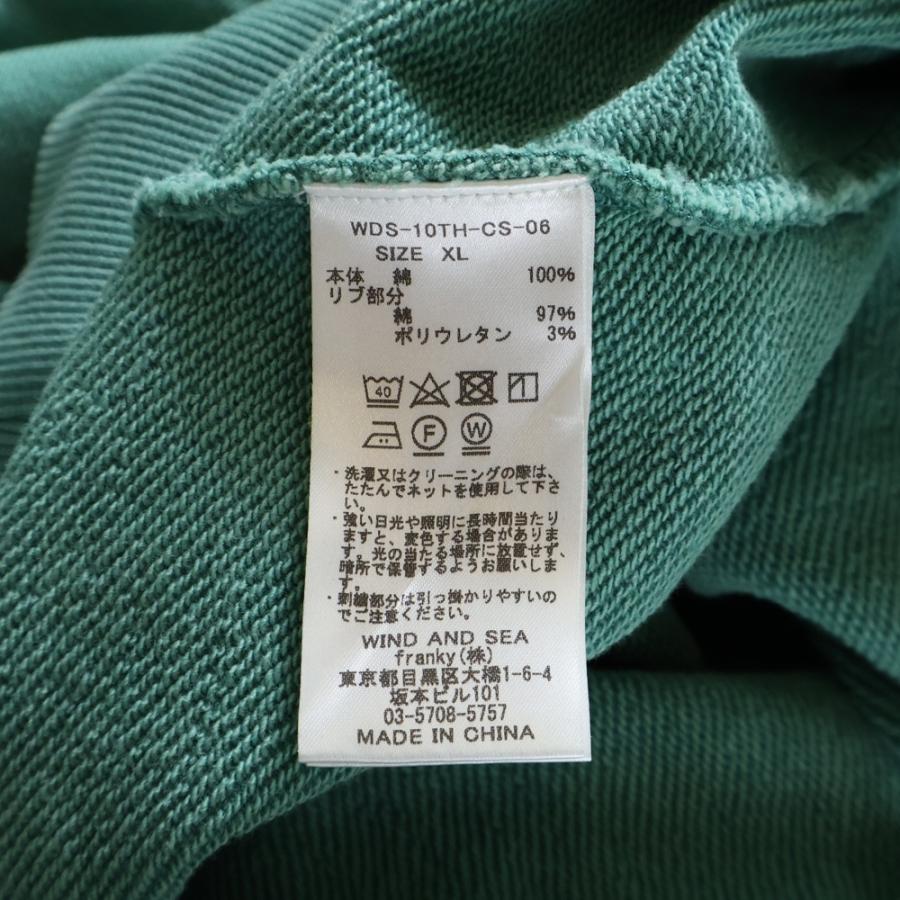 WDS-10TH-CS-06
SIZE XL
本体 綿 100%
リブ部分
綿 97%
ポリウレタン 3%
40
F W
・洗濯又はクリーニングの際は、
たたんでネットを使用して下さ
い。
・強い日光や照明に長時間当たり
ますと、変色する場合がありま
す。光の当たる場所に放置せず、
暗所で保管するようお願いしま
す。
・刺繍部分は引っ掛かりやすいの
でご注意ください。
WIND AND SEA
franky(株)
東京都目黒区大橋1-6-4
坂本ビル101
03-5708-5757
MADE IN CHINA